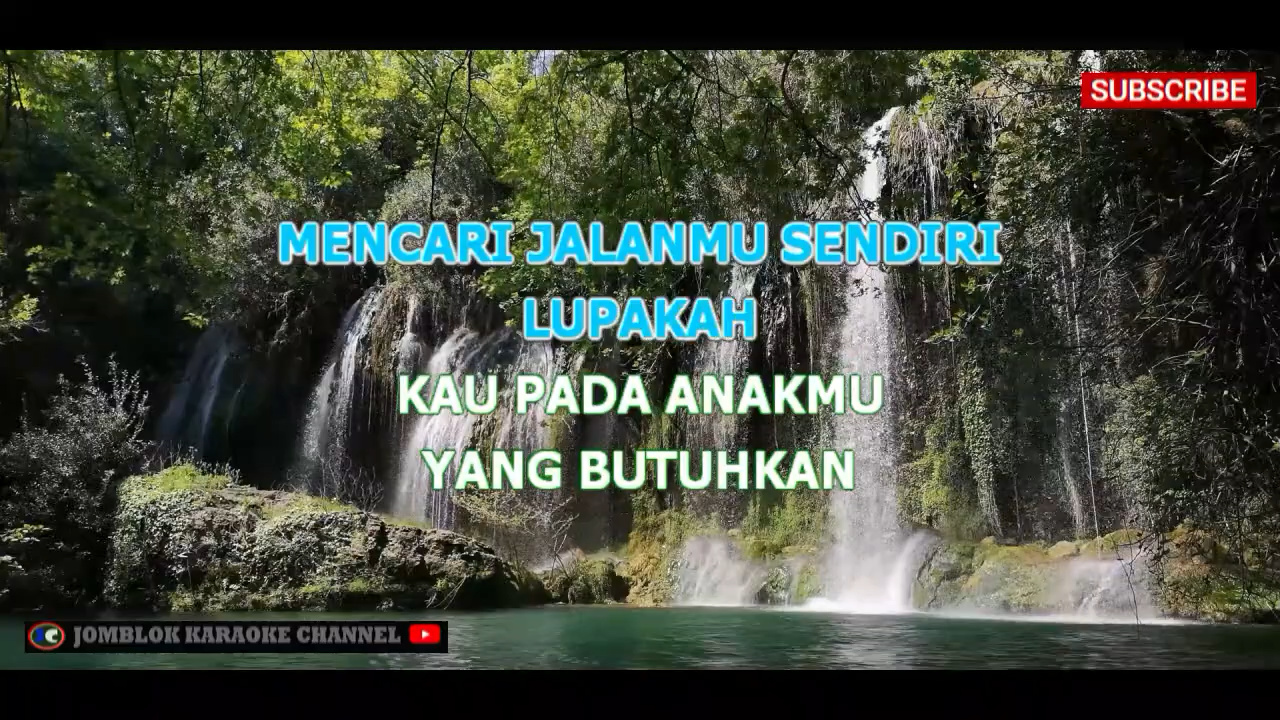 SUBSCRIBE
MENCARI JALANMU SENDIRI
LUPAKAH
KAU PADA ANAKMU
YANG BUTUHKAN
JOMBLOK KARAOKE CHANNEL